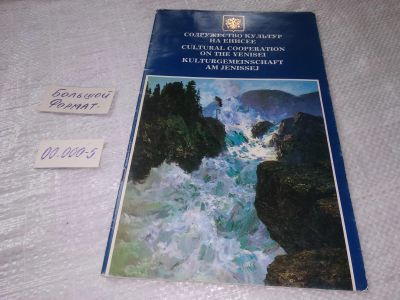 СОДРУЖЕСТВО КУЛЬТУР
НА ЕНИСЕЕ
CULTURAL COOPERATION
ON THE YENISEI
KULTURGEMEINSCHAFT
AM JENISSEJ
Большой
Формат.
00.000-5